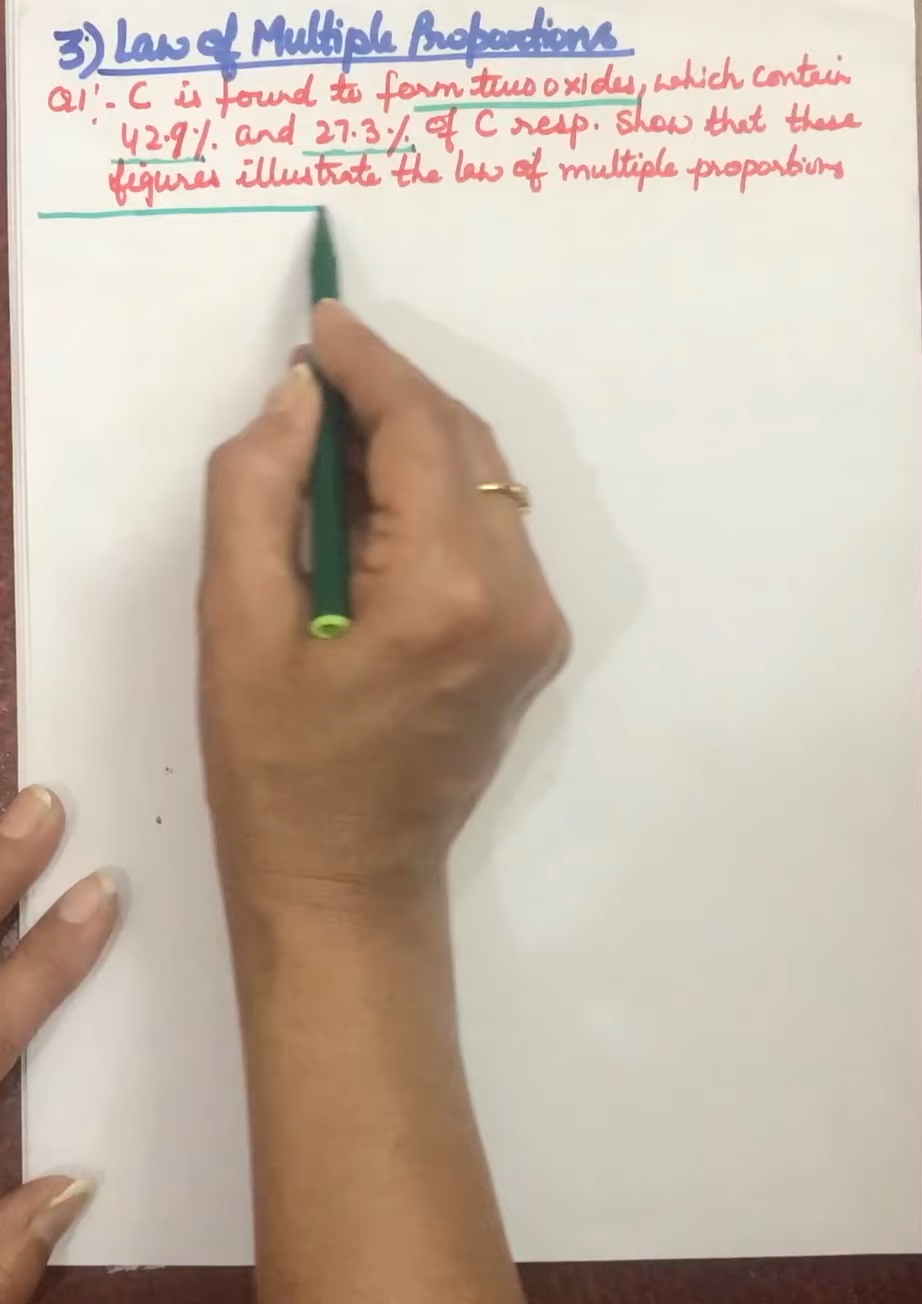 3) Law of Multiple Proportions
Q1:- C is found to form two oxides, which contain
42.9% and 27.3% of C resp. Show that these
figures illustrate the law of multiple proportions